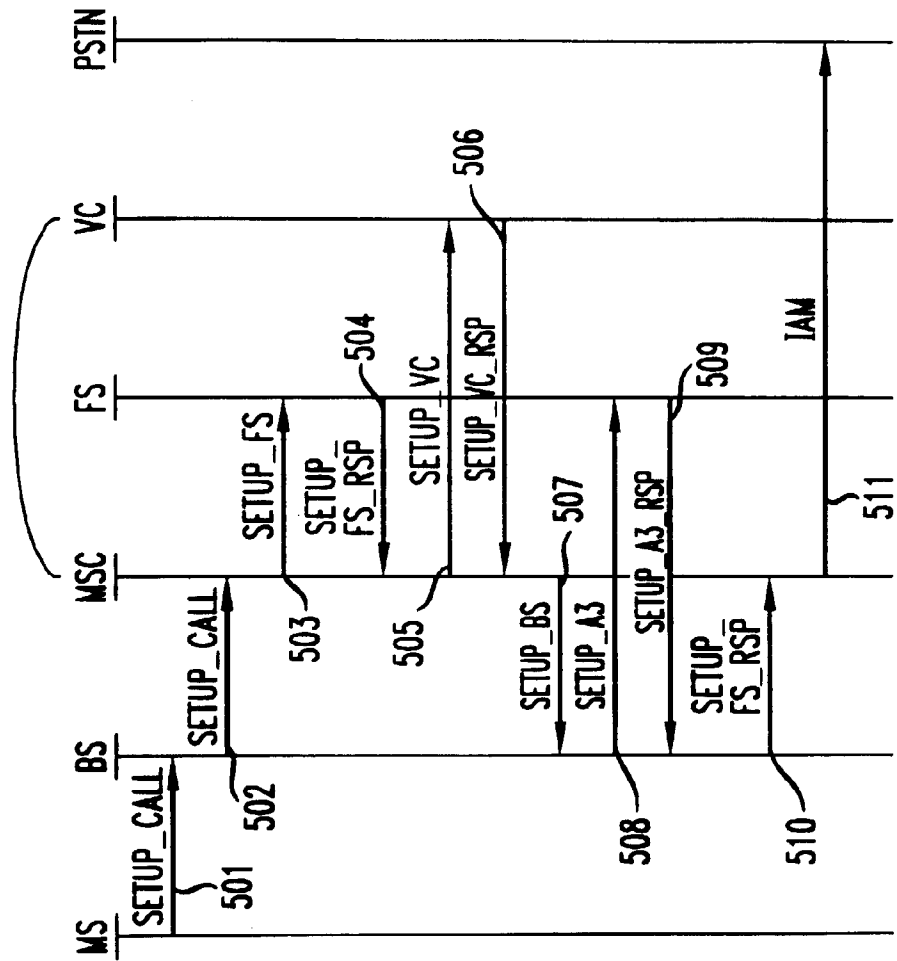 MS
BS
MSC
FS
VC
PSTN
SETUP_CALL
501
SETUP_CALL
502
SETUP_FS
503
SETUP_
FS_RSP
504
SETUP_VC
505
SETUP_VC_RSP
506
SETUP_BS
507
SETUP_A3
508
SETUP_A3_RSP
509
SETUP_
FS_RSP
510
IAM
511